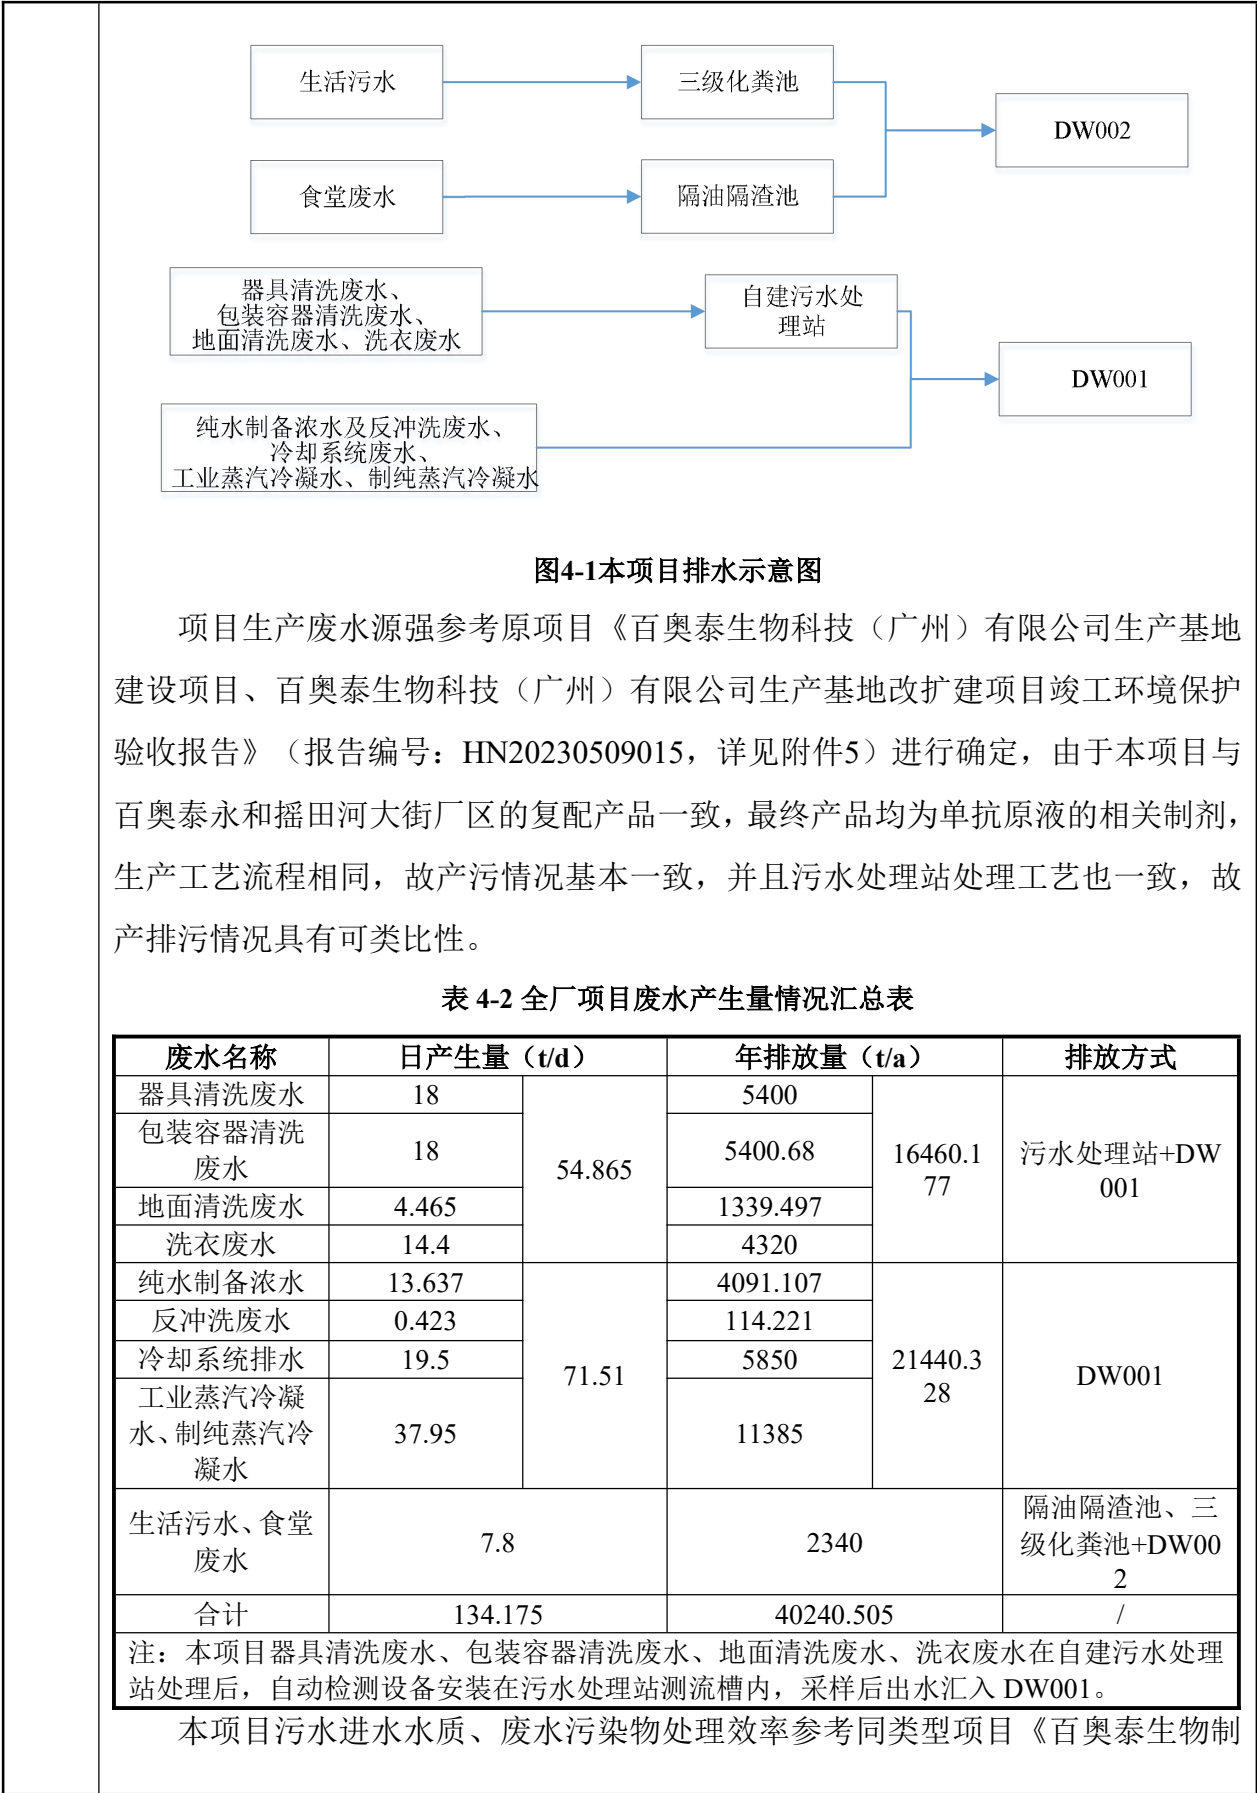 生活污水
三级化粪池
DW002
食堂废水
隔油隔渣池
器具清洗废水、
包装容器清洗废水、
地面清洗废水、洗衣废水
自建污水处
理站
DW001
纯水制备浓水及反冲洗废水、
冷却系统废水、
工业蒸汽冷凝水、制纯蒸汽冷凝水
图4-1本项目排水示意图
项目生产废水源强参考原项目《百奥泰生物科技（广州）有限公司生产基地
建设项目、百奥泰生物科技（广州）有限公司生产基地改扩建项目竣工环境保护
验收报告》（报告编号：HN20230509015，详见附件5）进行确定，由于本项目与
百奥泰永和摇田河大街厂区的复配产品一致，最终产品均为单抗原液的相关制剂，
生产工艺流程相同，故产污情况基本一致，并且污水处理站处理工艺也一致，故
产排污情况具有可类比性。
表 4-2 全厂项目废水产生量情况汇总表
废水名称 日产生量（t/d） 年排放量（t/a） 排放方式
器具清洗废水 18 5400
包装容器清洗
废水
18
54.865
5400.68
16460.1
77
污水处理站+DW
001
地面清洗废水 4.465 1339.497
洗衣废水 14.4 4320
纯水制备浓水 13.637 4091.107
反冲洗废水 0.423 114.221
冷却系统排水 19.5 5850
71.51
21440.3
28
DW001
工业蒸汽冷凝
水、制纯蒸汽冷
凝水
37.95 11385
生活污水、食堂
废水
7.8 2340
隔油隔渣池、三
级化粪池+DW00
2
合计 134.175 40240.505 /
注：本项目器具清洗废水、包装容器清洗废水、地面清洗废水、洗衣废水在自建污水处理
站处理后，自动检测设备安装在污水处理站测流槽内，采样后出水汇入 DW001。
本项目污水进水水质、废水污染物处理效率参考同类型项目《百奥泰生物制